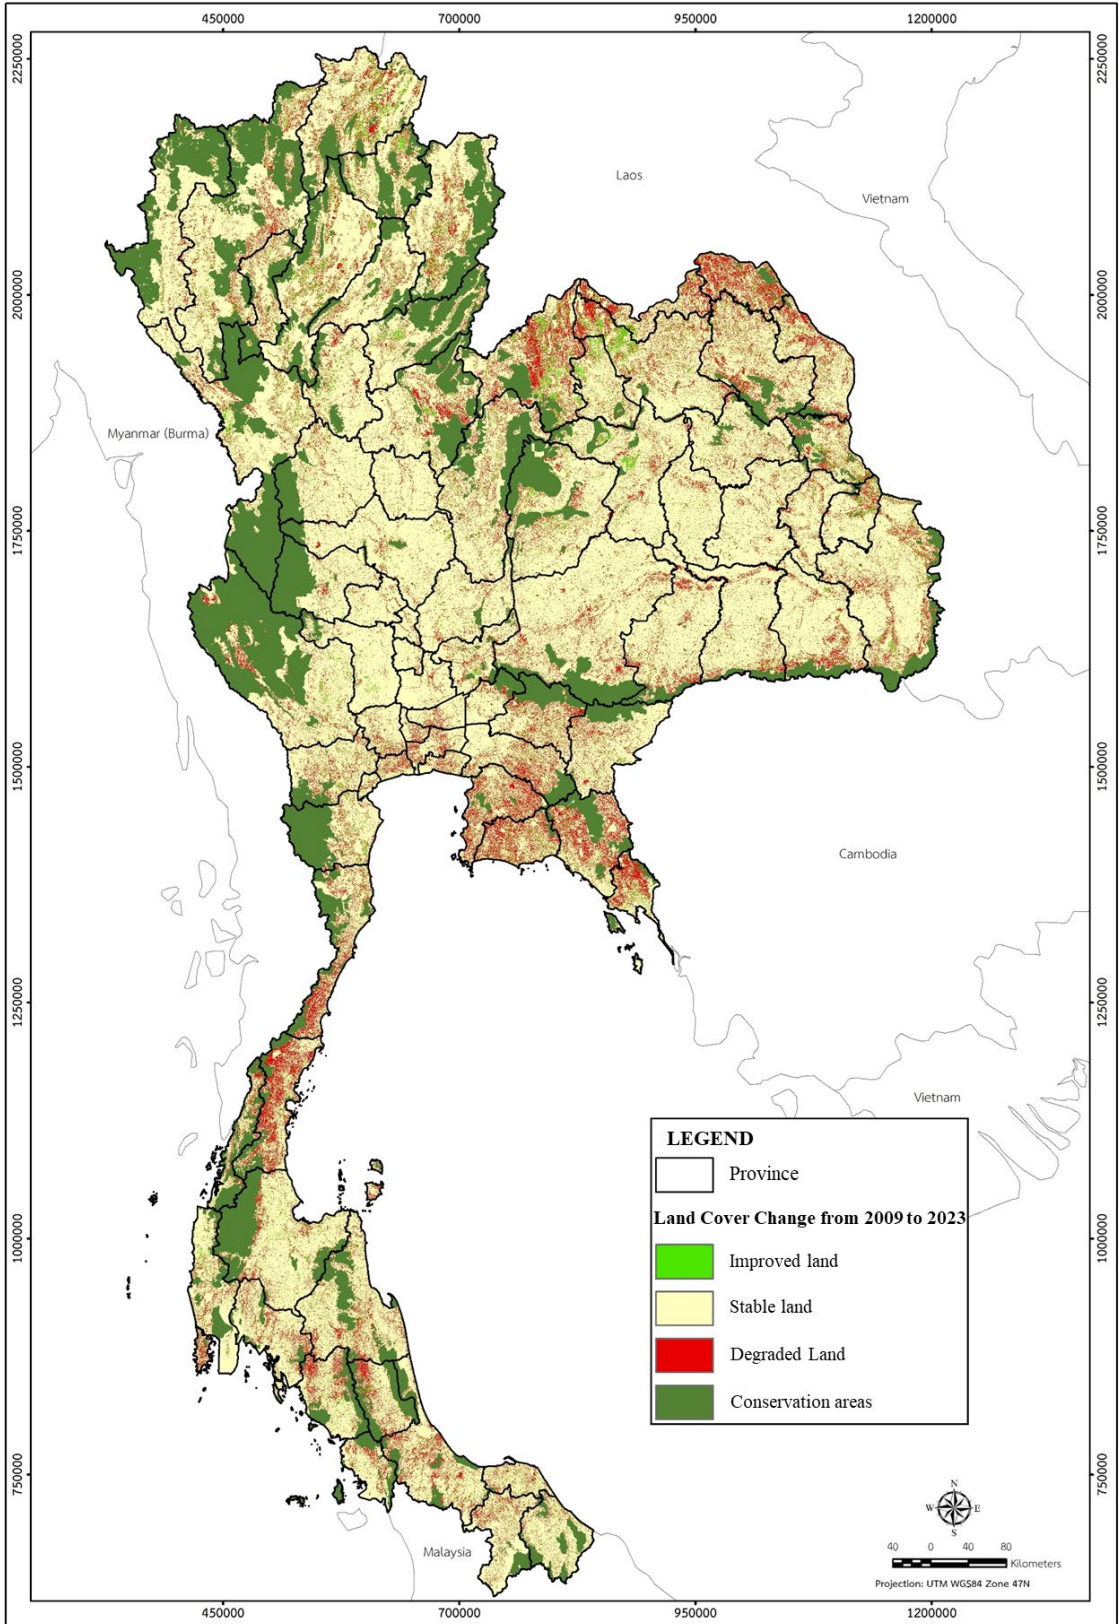 450000 700000 950000 1200000
2250000 2250000
Laos
Vietnam
2000000 2000000
Myanmar (Burma)
1750000 1750000
1500000 1500000
Cambodia
1250000 1250000
Vietnam
LEGEND
Province
Land Cover Change from 2009 to 2023
Improved land
Stable land
Degraded Land
Conservation areas
1000000 1000000
750000 750000
N
W E
S
Malaysia
40 0 40 80
Kilometers
Projection: UTM WGS84 Zone 47N
450000 700000 950000 1200000